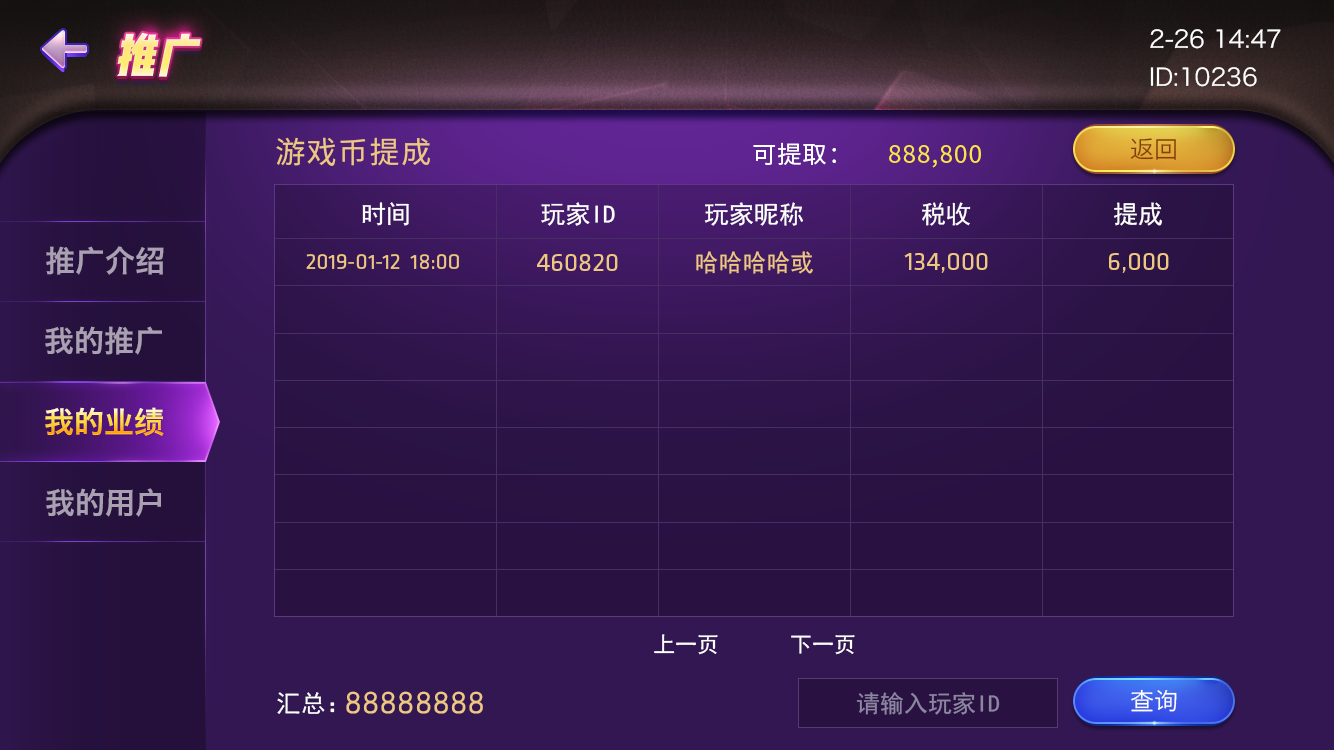 推广
2-26 14:47
ID:10236
游戏币提成
可提取： 888,800
返回
推广介绍
我的推广
我的业绩
我的用户
时间 玩家ID 玩家昵称 税收 提成
2019-01-12 18:00 460820 哈哈哈哈或 134,000 6,000
上一页 下一页
汇总：88888888
请输入玩家ID
查询